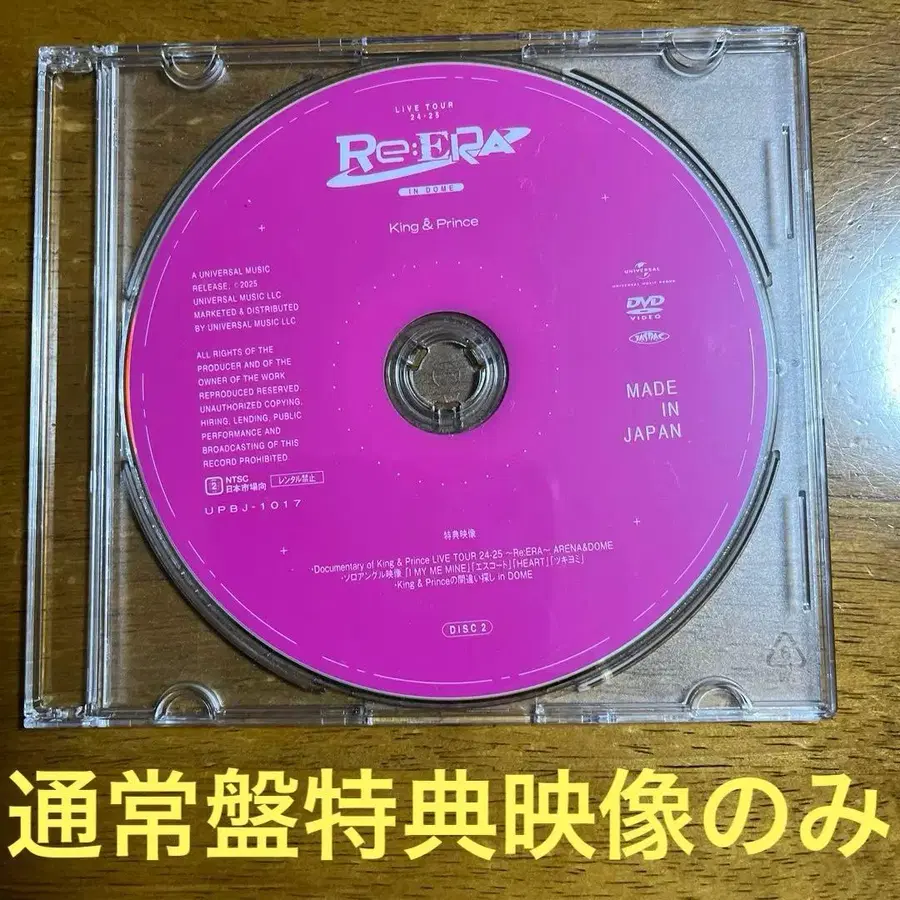 LIVE TOUR
24-25
Re:ERA
IN DOME
King & Prince
A UNIVERSAL MUSIC
RELEASE. ©2025
UNIVERSAL MUSIC LLC
MARKETED & DISTRIBUTED
BY UNIVERSAL MUSIC LLC
ALL RIGHTS OF THE
PRODUCER AND OF THE
OWNER OF THE WORK
REPRODUCED RESERVED.
UNAUTHORIZED COPYING,
HIRING, LENDING, PUBLIC
PERFORMANCE AND
BROADCASTING OF THIS
RECORD PROHIBITED.
2 NTSC
日本市場向 レンタル禁止
UPBJ-1017
UNIVERSAL
UNIVERSAL MUSIC GROUP
DVD
VIDEO
JASRAC
MADE
IN
JAPAN
特典映像
・Documentary of King & Prince LIVE TOUR 24-25 ～Re:ERA～ ARENA&DOME
・ソロアングル映像「I MY ME MINE」「エスコート」「HEART」「ツキヨミ」
・King & Princeの間違い探し in DOME
DISC 2
通常盤特典映像のみ